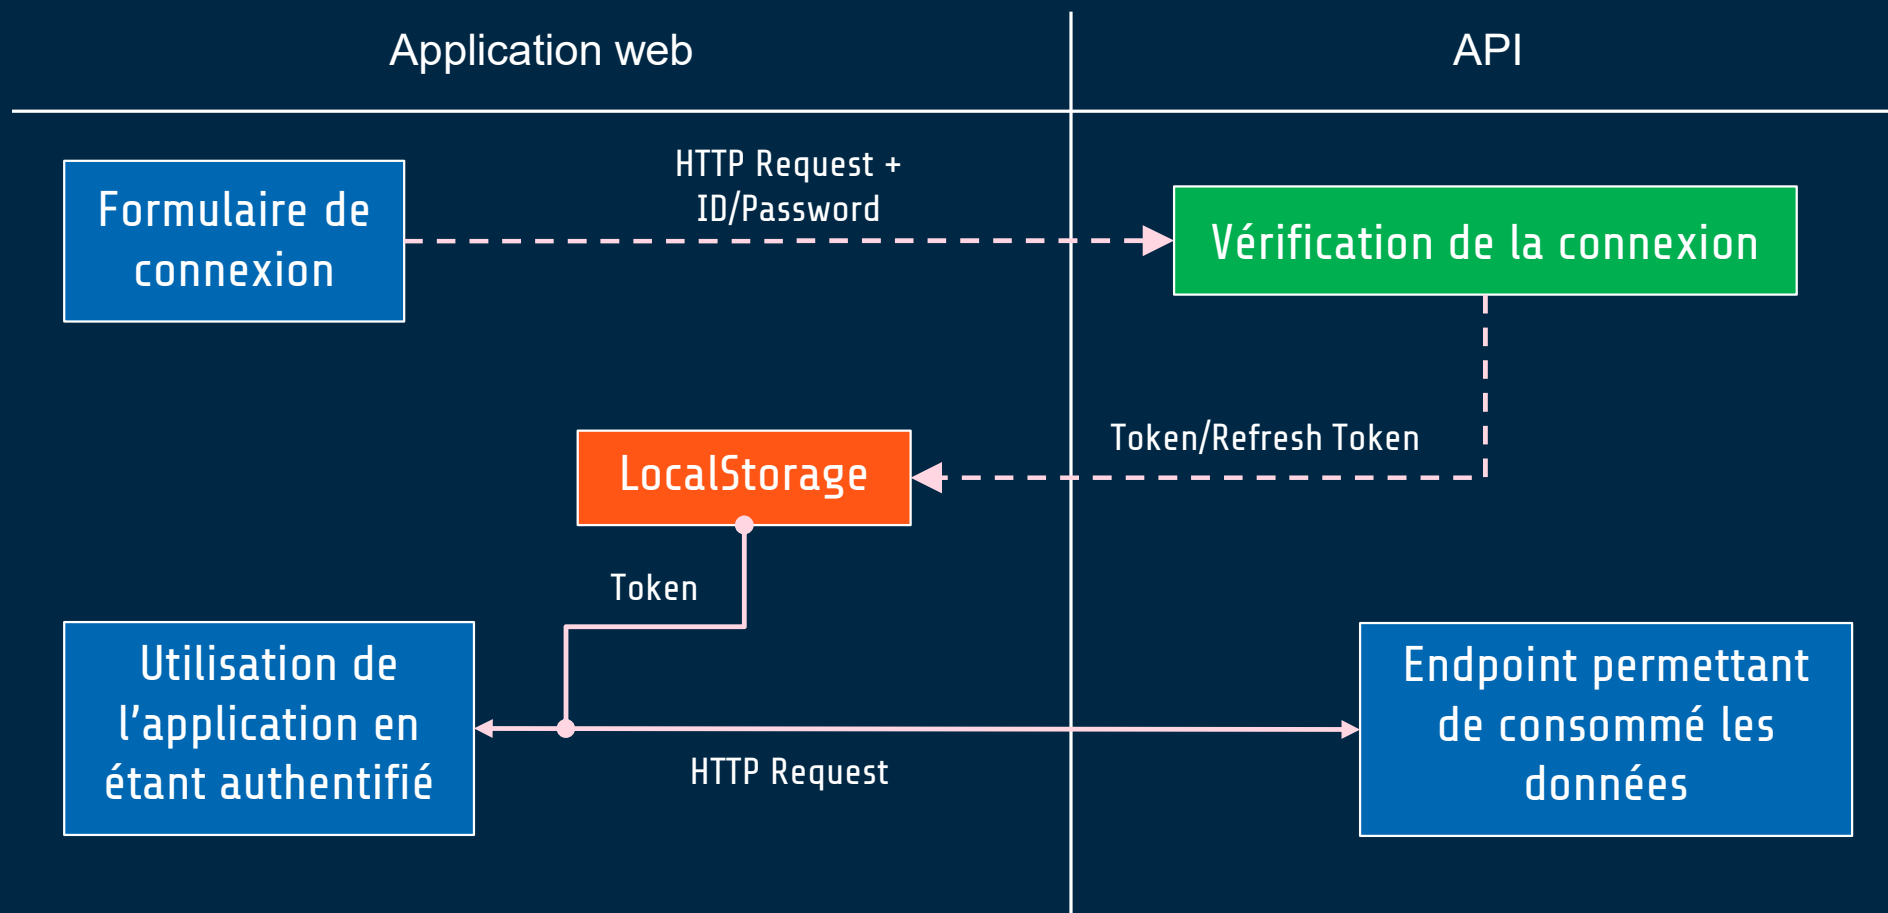 Application web
API
HTTP Request +
ID/Password
Formulaire de
connexion
Vérification de la connexion
Token/Refresh Token
LocalStorage
Token
Utilisation de
l'application en
étant authentifié
HTTP Request
Endpoint permettant
de consommé les
données